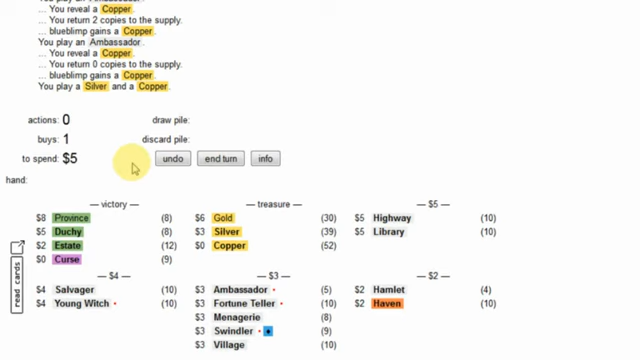 You play an Ambassador.
... You reveal a Copper.
... You return 2 copies to the supply.
... blueblimp gains a Copper.
You play an Ambassador.
... You reveal a Copper.
... You return 0 copies to the supply.
... blueblimp gains a Copper.
You play a Silver and a Copper.
actions: 0 draw pile:
buys: 1 discard pile:
to spend: $5 undo end turn info
hand:
— victory — — treasure — — $5 —
$8 Province (8) $6 Gold (30) $5 Highway (10)
$5 Duchy (8) $3 Silver (39) $5 Library (10)
$2 Estate (12) $0 Copper (52)
$0 Curse (9)
read cards
— $4 — — $3 — — $2 —
$4 Salvager (10) $3 Ambassador (5) $2 Hamlet (4)
$4 Young Witch (10) $3 Fortune Teller (10) $2 Haven (10)
$3 Menagerie (8)
$3 Swindler (9)
$3 Village (10)